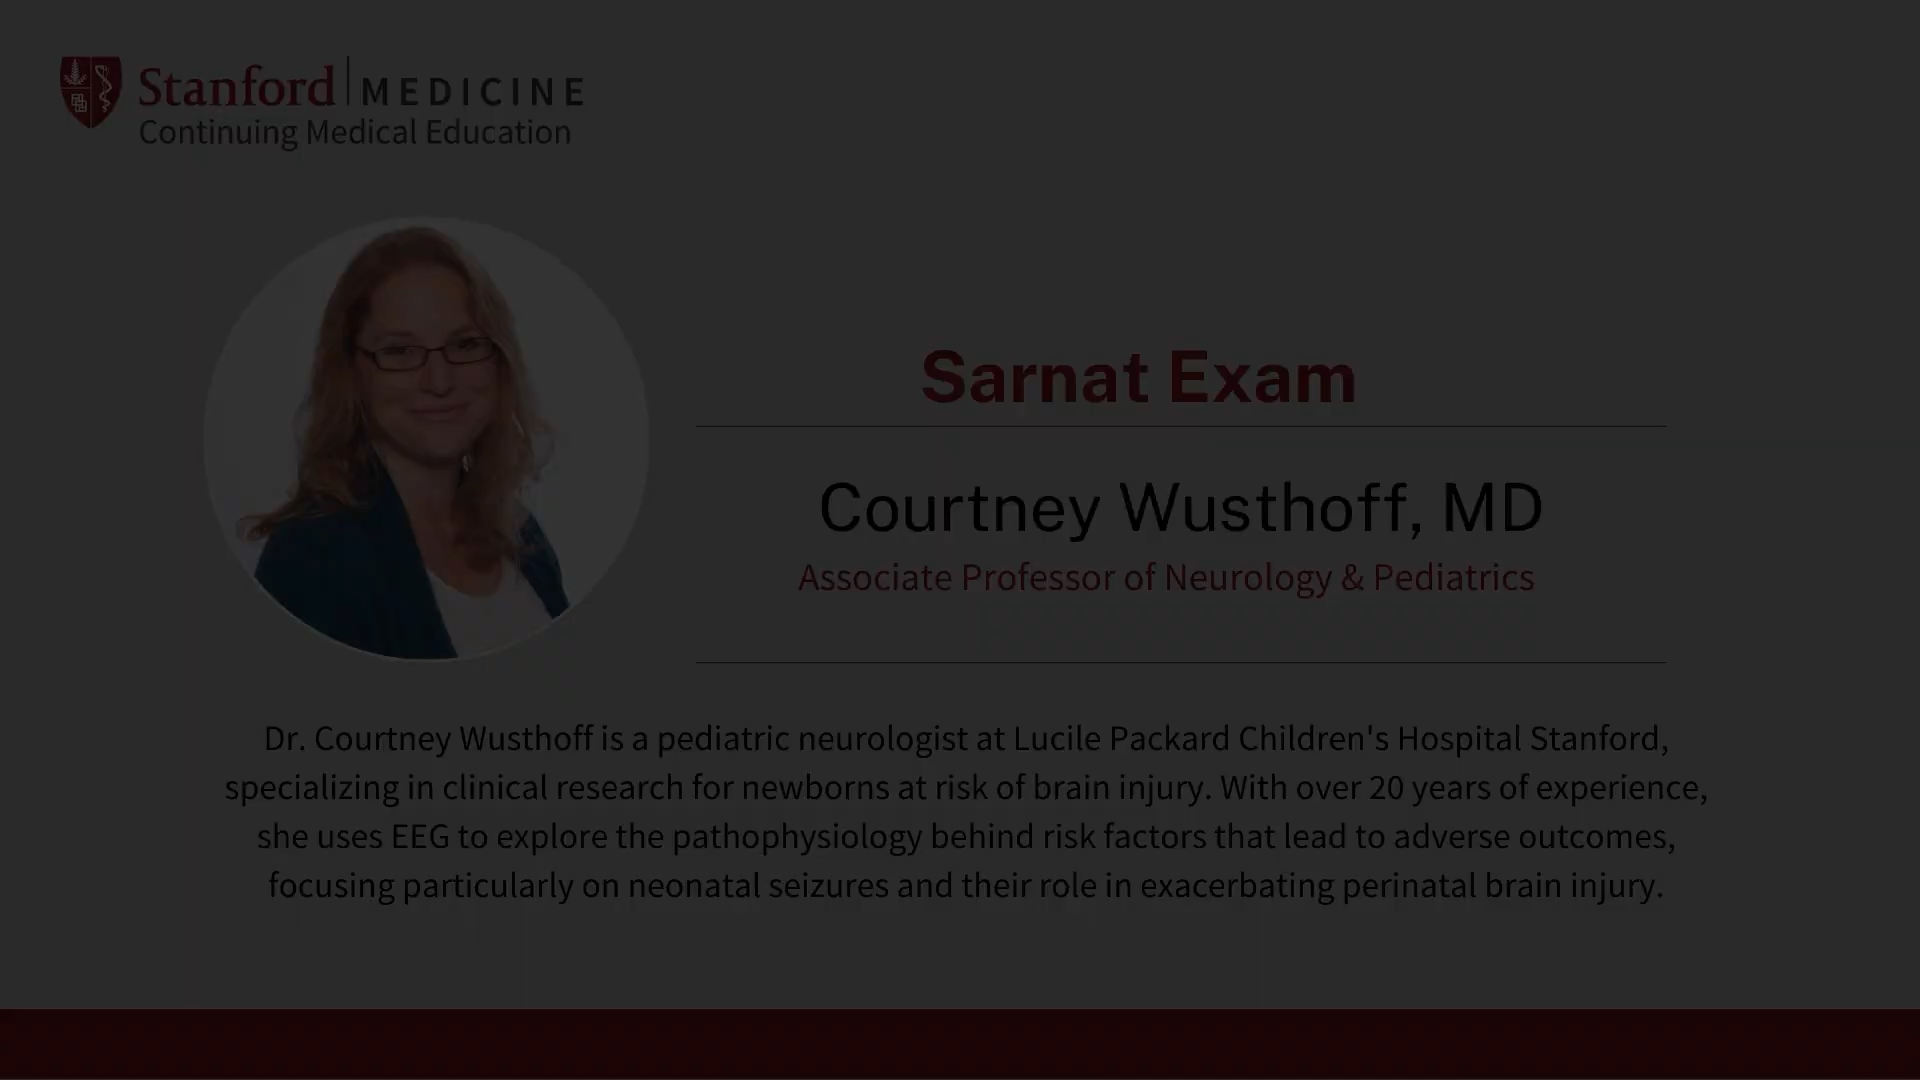 Stanford MEDICINE
Continuing Medical Education
Sarnat Exam
Courtney Wusthoff, MD
Associate Professor of Neurology & Pediatrics
Dr. Courtney Wusthoff is a pediatric neurologist at Lucile Packard Children's Hospital Stanford,
specializing in clinical research for newborns at risk of brain injury. With over 20 years of experience,
she uses EEG to explore the pathophysiology behind risk factors that lead to adverse outcomes,
focusing particularly on neonatal seizures and their role in exacerbating perinatal brain injury.